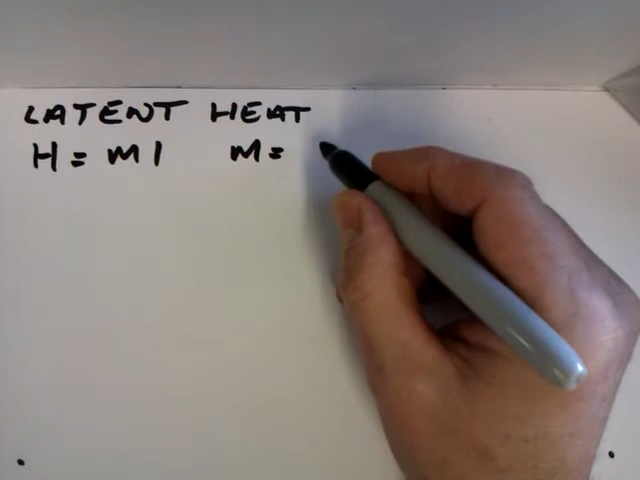 LATENT HEAT
H = ml M =